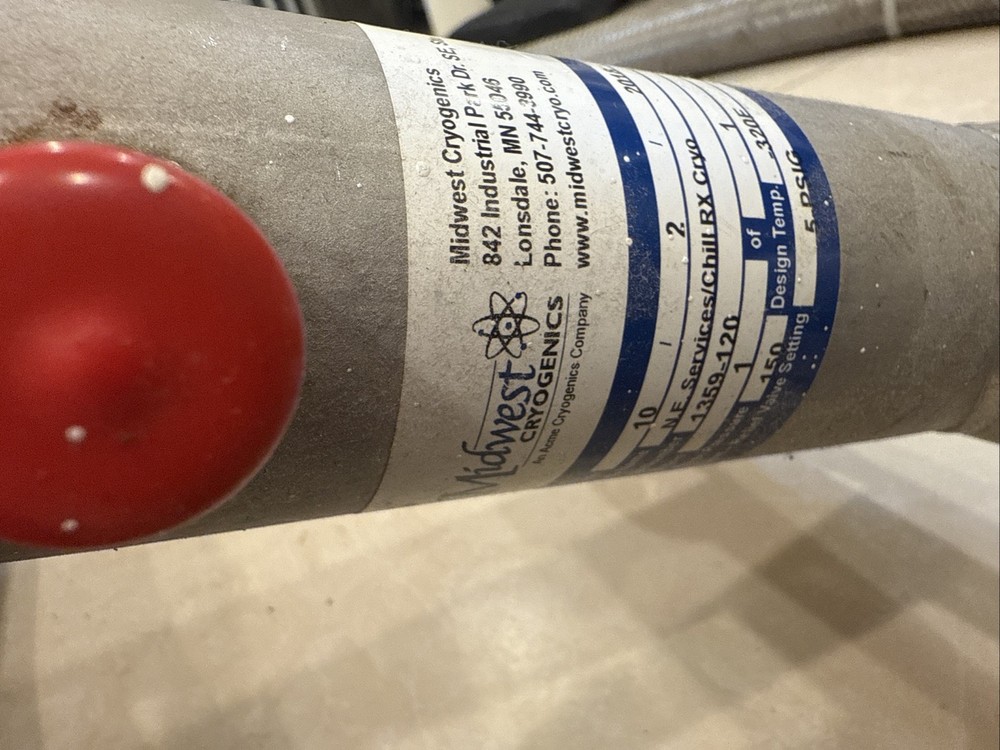 Midwest
CRYOGENICS
An Acme Cryogenics Company
Midwest Cryogenics
842 Industrial Park Dr. SE
Lonsdale, MN 55046
Phone: 507-744-3990
www.midwestcryo.com
10 / 2 /
N.E. Services/Chill RX Cryo
1359-120
1 of 1
150 Design Temp. -320F
Valve Setting 5 PSIG